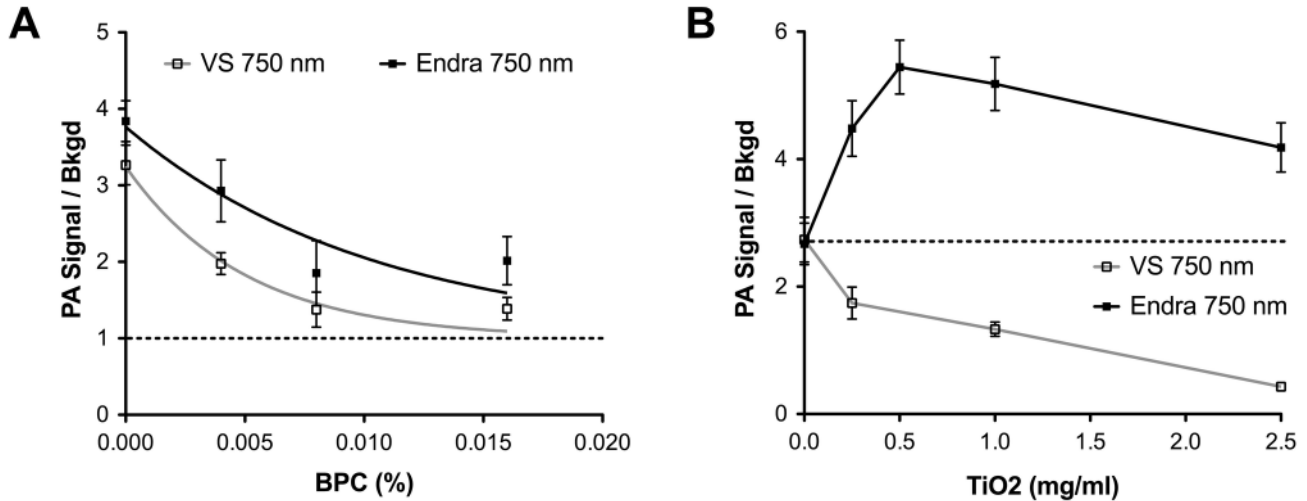 A
PA Signal / Bkgd
5
4
3
2
1
0
VS 750 nm
Endra 750 nm
0.000
0.005
0.010
0.015
0.020
BPC (%)
B
PA Signal / Bkgd
6
4
2
0
VS 750 nm
Endra 750 nm
0.0
0.5
1.0
1.5
2.0
2.5
TiO2 (mg/ml)